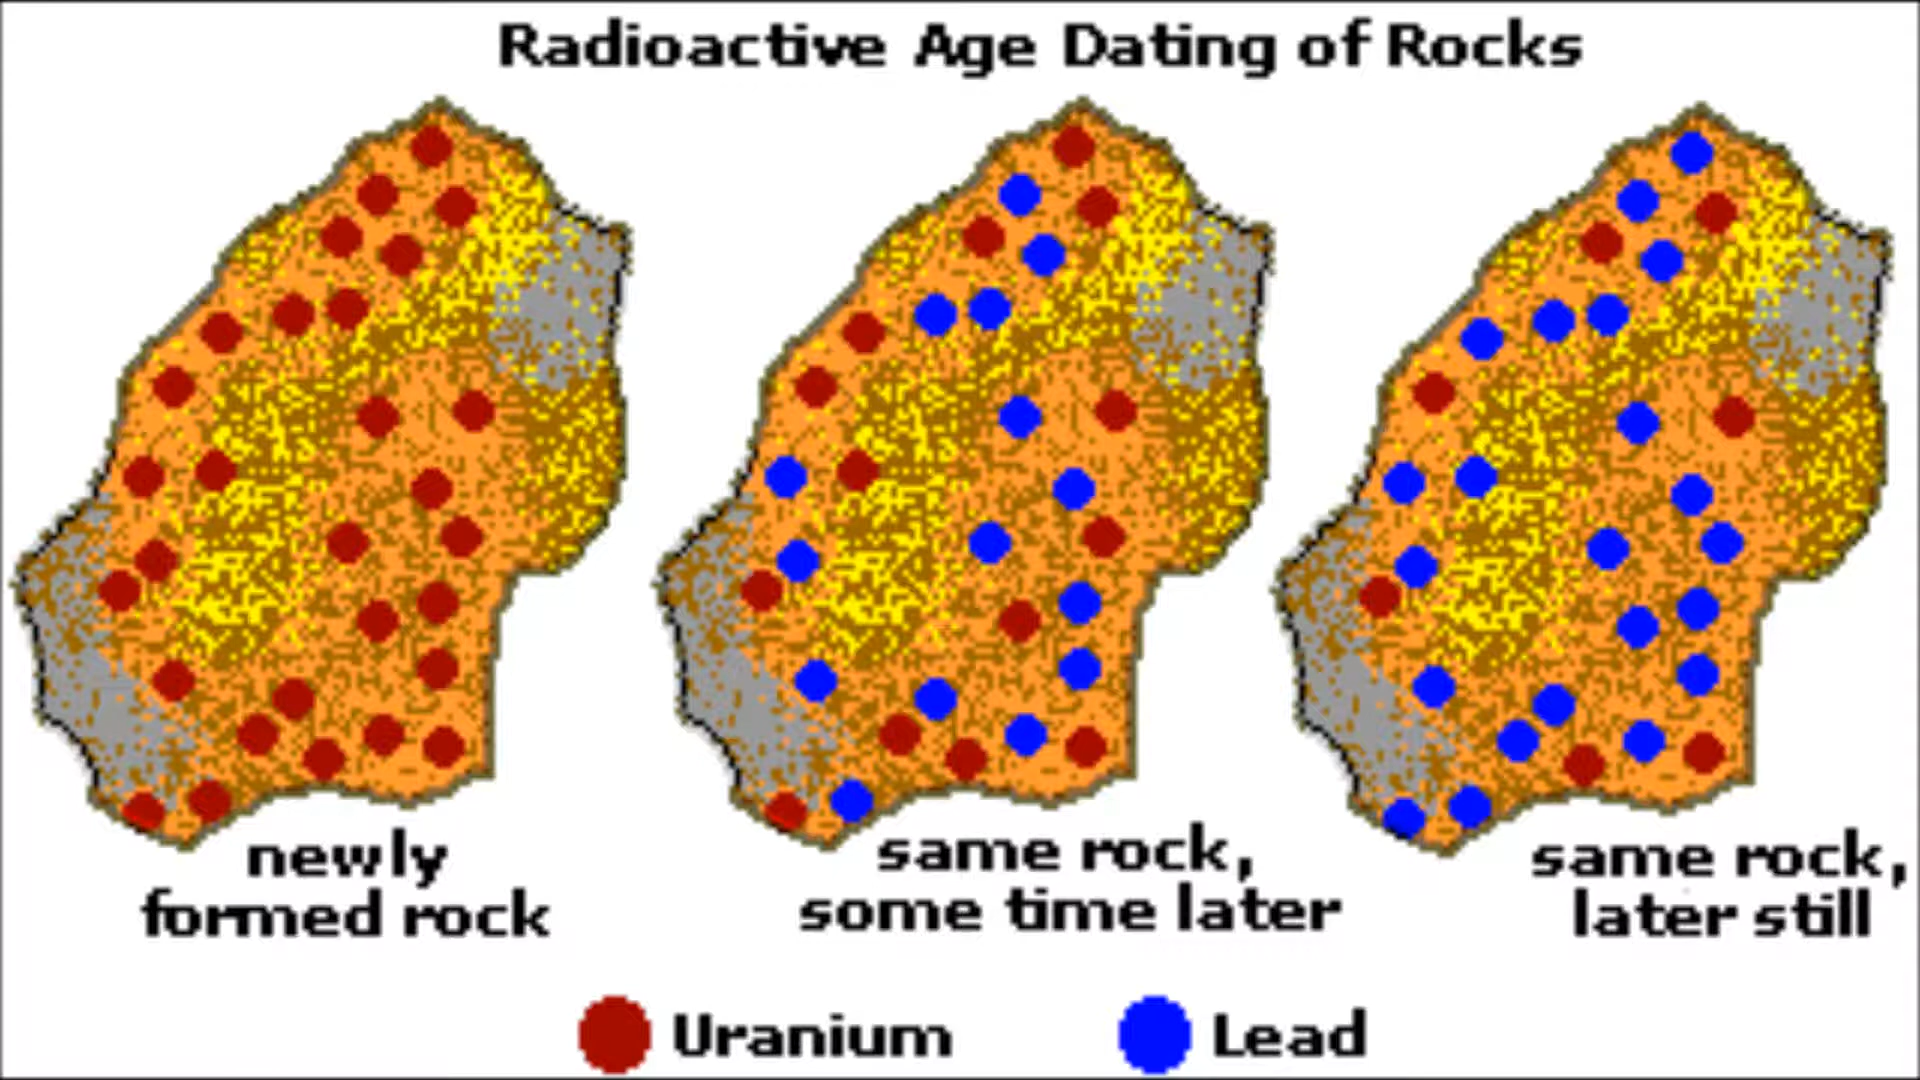 Radioactive Age Dating of Rocks
newly
formed rock
same rock,
some time later
same rock,
later still
Uranium
Lead